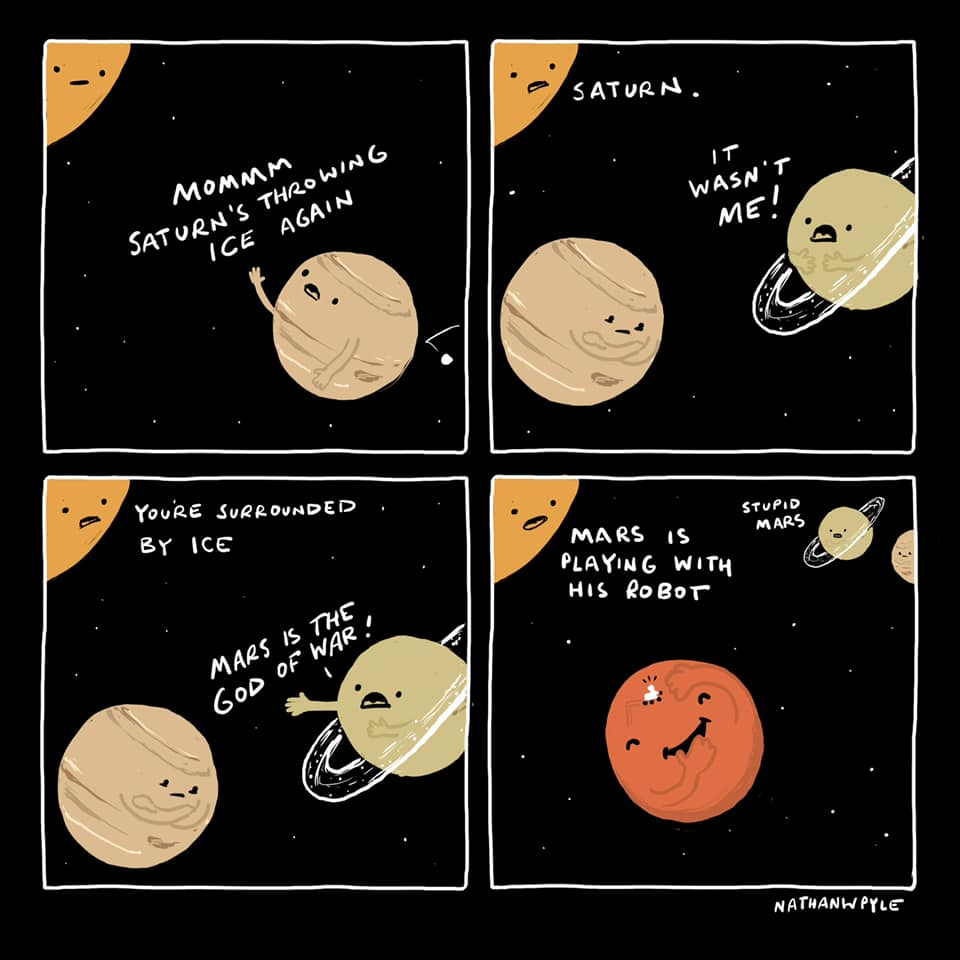 MOMMM
SATURN'S THROWING
ICE AGAIN
SATURN.
IT
WASN'T
ME!
YOU'RE SURROUNDED
BY ICE
MARS IS THE
GOD OF WAR!
MARS IS
PLAYING WITH
HIS ROBOT
STUPID
MARS
NATHANWPYLE